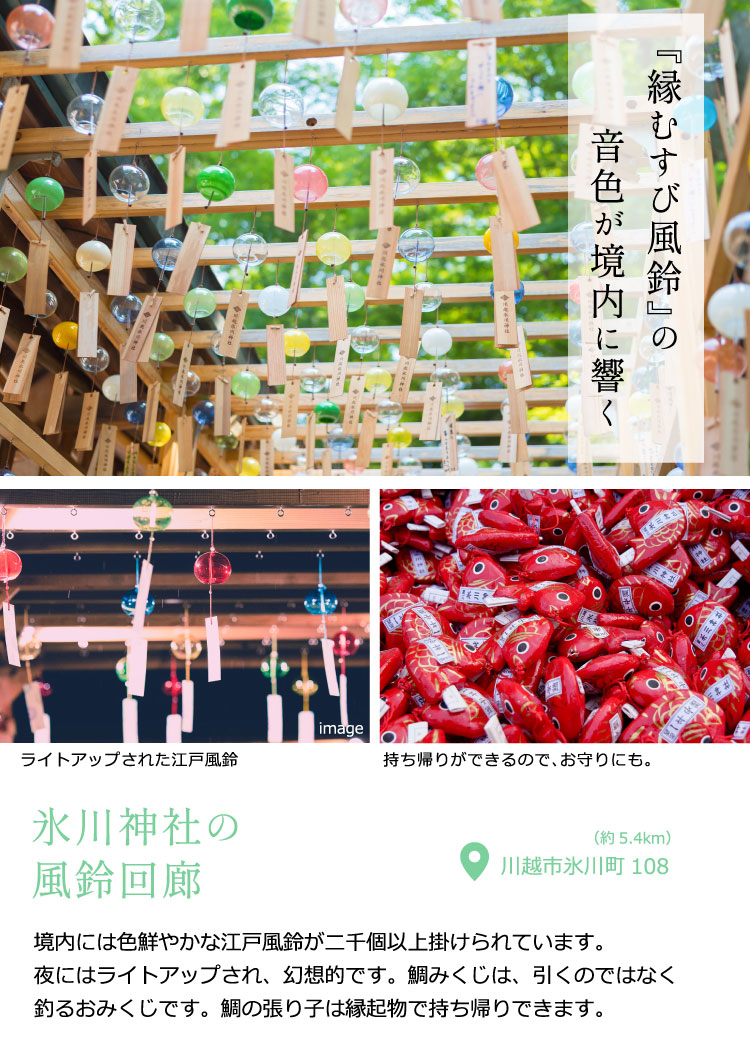 『縁むすび風鈴』の
音色が境内に響く
image
ライトアップされた江戸風鈴
持ち帰りができるので、お守りにも。
氷川神社の
風鈴回廊
（約 5.4km）
川越市氷川町 108
境内には色鮮やかな江戸風鈴が二千個以上掛けられています。
夜にはライトアップされ、幻想的です。鯛みくじは、引くのではなく
釣るおみくじです。鯛の張り子は縁起物で持ち帰りできます。